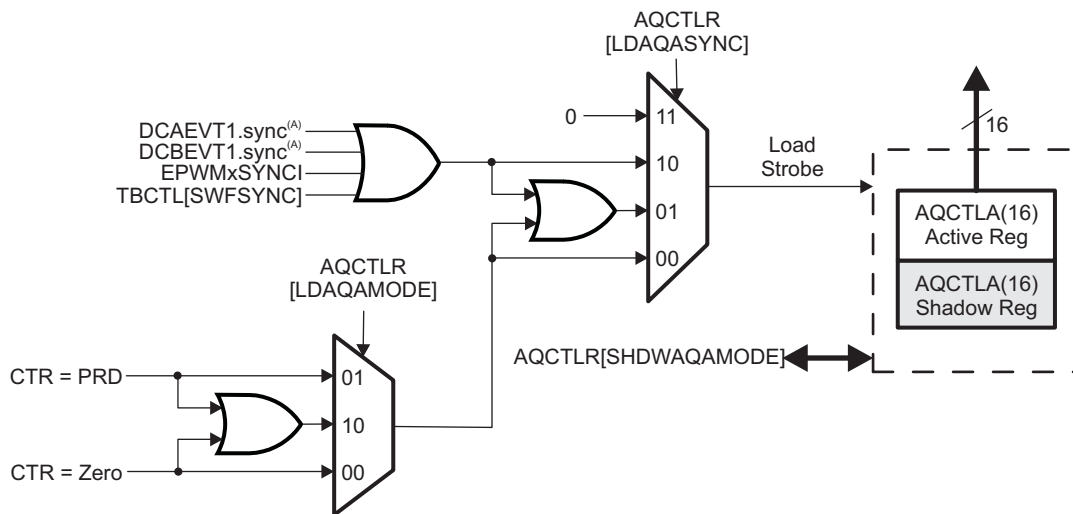 AQCTLR
[LDAQASYNC]
0
11
16
DCAEVT1.sync(A)
DCBEVT1.sync(A)
EPWMxSYNCI
TBCTL[SWFSYNC]
10
Load
Strobe
01
AQCTLA(16)
Active Reg
00
AQCTLR
[LDAQAMODE]
AQCTLA(16)
Shadow Reg
AQCTLR[SHDWAQAMODE]
CTR = PRD
01
10
CTR = Zero
00